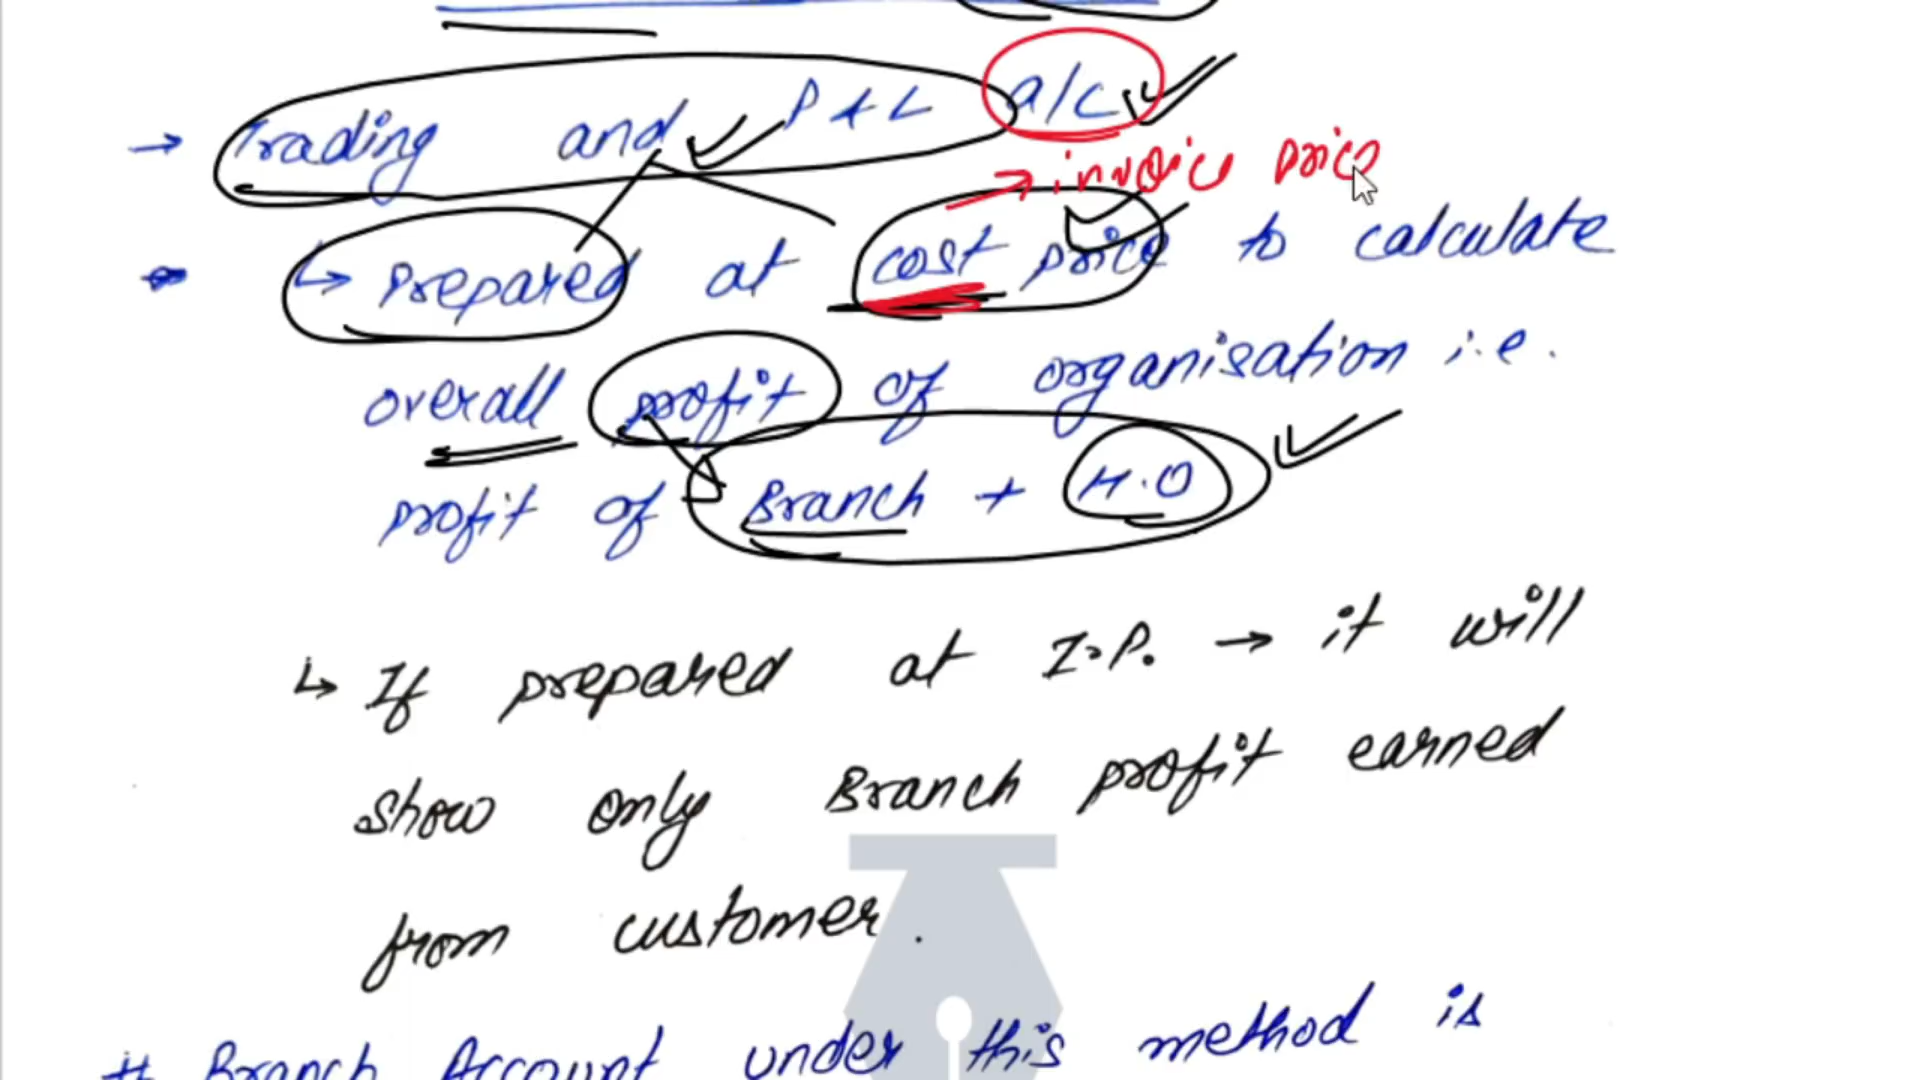 → Trading and P & L a/c
→ invoice price
↳ Prepared at cost price to calculate
overall profit of organisation i.e.
profit of Branch + H.O
↳ If prepared at I.P. → it will
show only Branch profit earned
from customer.
# Branch Account under this method is